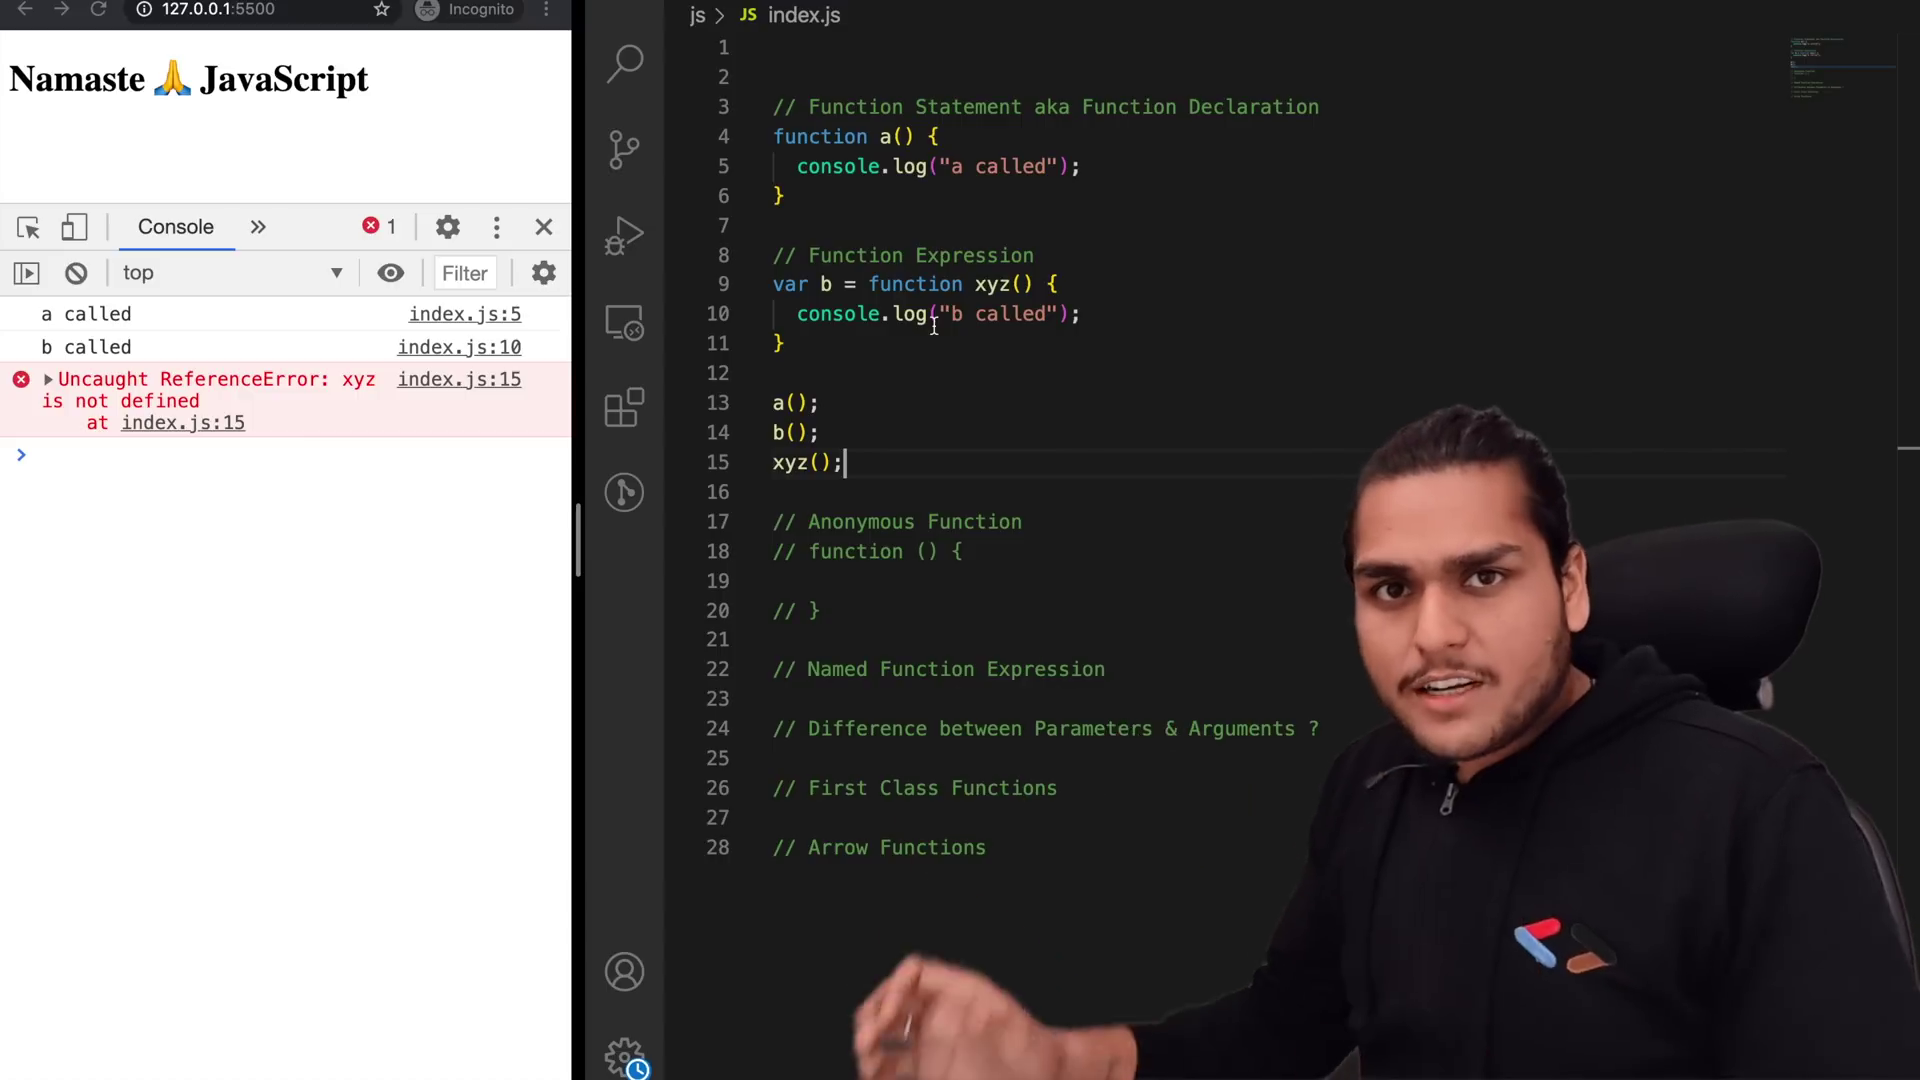 127.0.0.1:5500
Incognito
Namaste 🙏 JavaScript
Console
1
top
Filter
a called index.js:5
b called index.js:10
Uncaught ReferenceError: xyz index.js:15
is not defined
at index.js:15
js > JS index.js
1
2
3 // Function Statement aka Function Declaration
4 function a() {
5 console.log("a called");
6 }
7
8 // Function Expression
9 var b = function xyz() {
10 console.log("b called");
11 }
12
13 a();
14 b();
15 xyz();
16
17 // Anonymous Function
18 // function () {
19
20 // }
21
22 // Named Function Expression
23
24 // Difference between Parameters & Arguments ?
25
26 // First Class Functions
27
28 // Arrow Functions